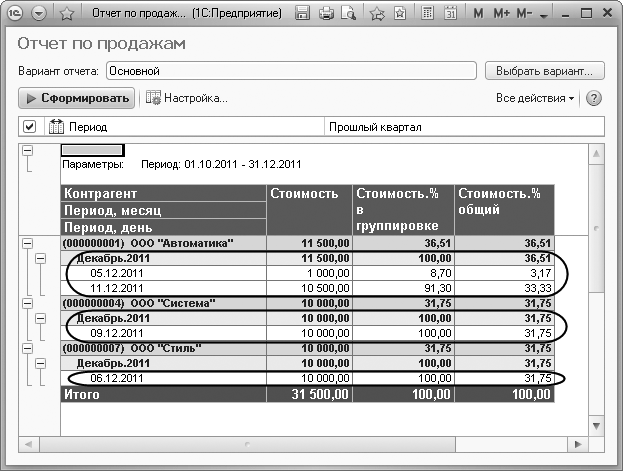 Отчет по продаж... (1С:Предприятие)
M M+ M-
Отчет по продажам
Вариант отчета: Основной Выбрать вариант...
Сформировать Настройка... Все действия
Период Прошлый квартал
Параметры: Период: 01.10.2011 - 31.12.2011
Контрагент Стоимость Стоимость.% Стоимость.%
Период, месяц в общий
Период, день группировке
(000000001) ООО "Автоматика" 11 500,00 36,51 36,51
Декабрь.2011 11 500,00 100,00 36,51
05.12.2011 1 000,00 8,70 3,17
11.12.2011 10 500,00 91,30 33,33
(000000004) ООО "Система" 10 000,00 31,75 31,75
Декабрь.2011 10 000,00 100,00 31,75
09.12.2011 10 000,00 100,00 31,75
(000000007) ООО "Стиль" 10 000,00 31,75 31,75
Декабрь.2011 10 000,00 100,00 31,75
06.12.2011 10 000,00 100,00 31,75
Итого 31 500,00 100,00 100,00